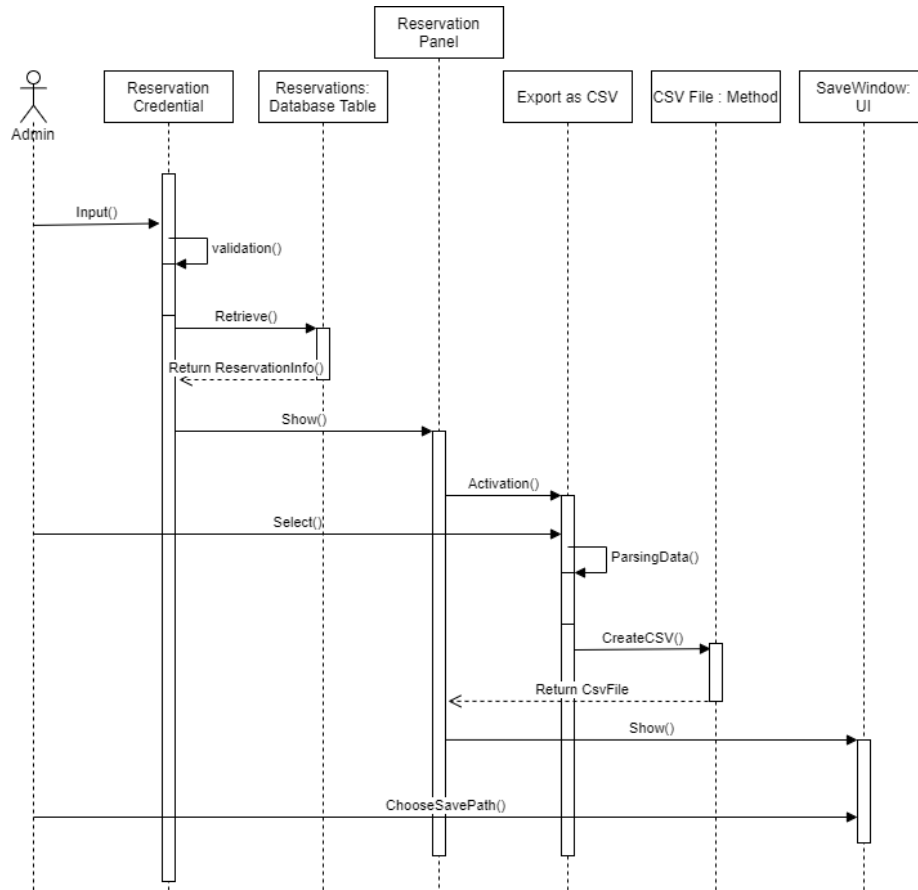 Reservation
Panel
Reservation
Credential
Reservations:
Database Table
Export as CSV
CSV File : Method
SaveWindow:
UI
Admin
Input()
validation()
Retrieve()
Return ReservationInfo()
Show()
Activation()
Select()
ParsingData()
CreateCSV()
Return CsvFile
Show()
ChooseSavePath()